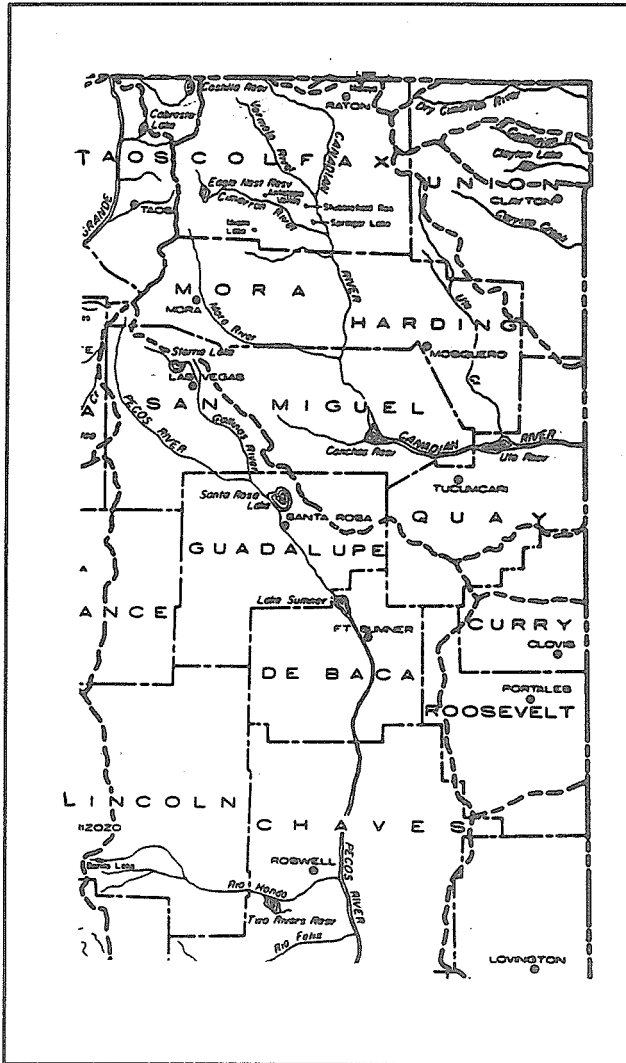 Costilla Resv
RATON
Dry Cimarron River
Cabresto
Lake
Vermejo
River
CANADIAN
Clayton Lake
TAOS
COLFAX
UNION
Eagle Nest Resv
Cimarron River
Springer Lake
CLAYTON
TAOS
GRANDE
RIVER
MORA
MORA
Mora River
Ute
HARDING
MOSQUERO
Storrie Lake
LAS VEGAS
SAN MIGUEL
PECOS RIVER
Gallinas River
Conchas Resv
CANADIAN
RIVER
Ute Resv
TUCUMCARI
Santa Rosa
Lake
SANTA ROSA
QUAY
GUADALUPE
Lake Sumner
ANCE
FT SUMNER
CURRY
CLOVIS
DE BACA
PORTALES
ROOSEVELT
LINCOLN
CHAVES
ROSWELL
Rio Hondo
PECOS
RIVER
Two Rivers Resv
Rio Felix
LOVINGTON